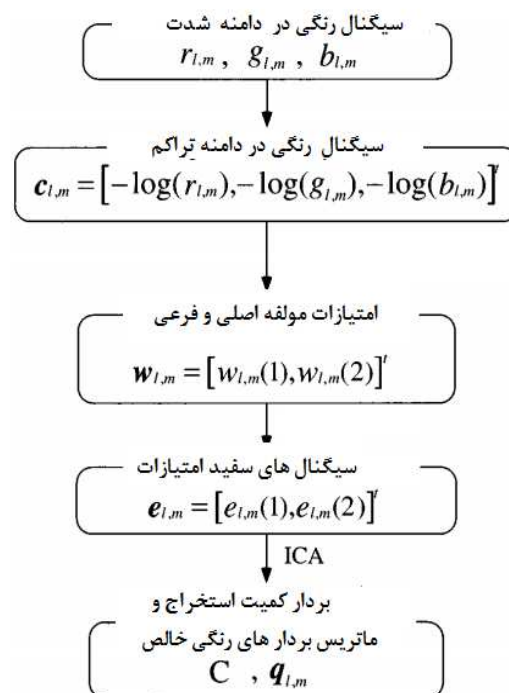 سیگنال رنگی در دامنه شدت
r_{l,m} , g_{l,m} , b_{l,m}
سیگنال رنگی در دامنه تراکم
c_{l,m} = [−log(r_{l,m}),−log(g_{l,m}),−log(b_{l,m})]^t
امتیازات مولفه اصلی و فرعی
w_{l,m} = [w_{l,m}(1),w_{l,m}(2)]^t
سیگنال های سفید امتیازات
e_{l,m} = [e_{l,m}(1),e_{l,m}(2)]^t
ICA
بردار کمیت استخراج و
ماتریس بردار های رنگی خالص
C , q_{l,m}